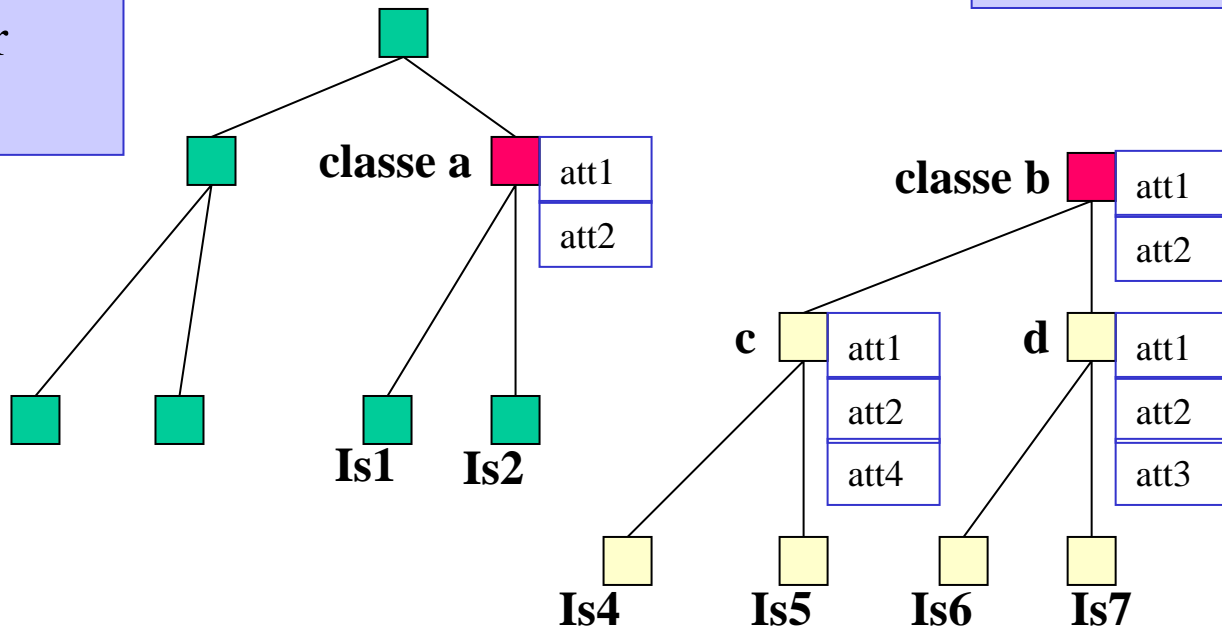 r
classe a
att1
att2
classe b
att1
att2
c
att1
att2
att4
d
att1
att2
att3
Is1
Is2
Is4
Is5
Is6
Is7